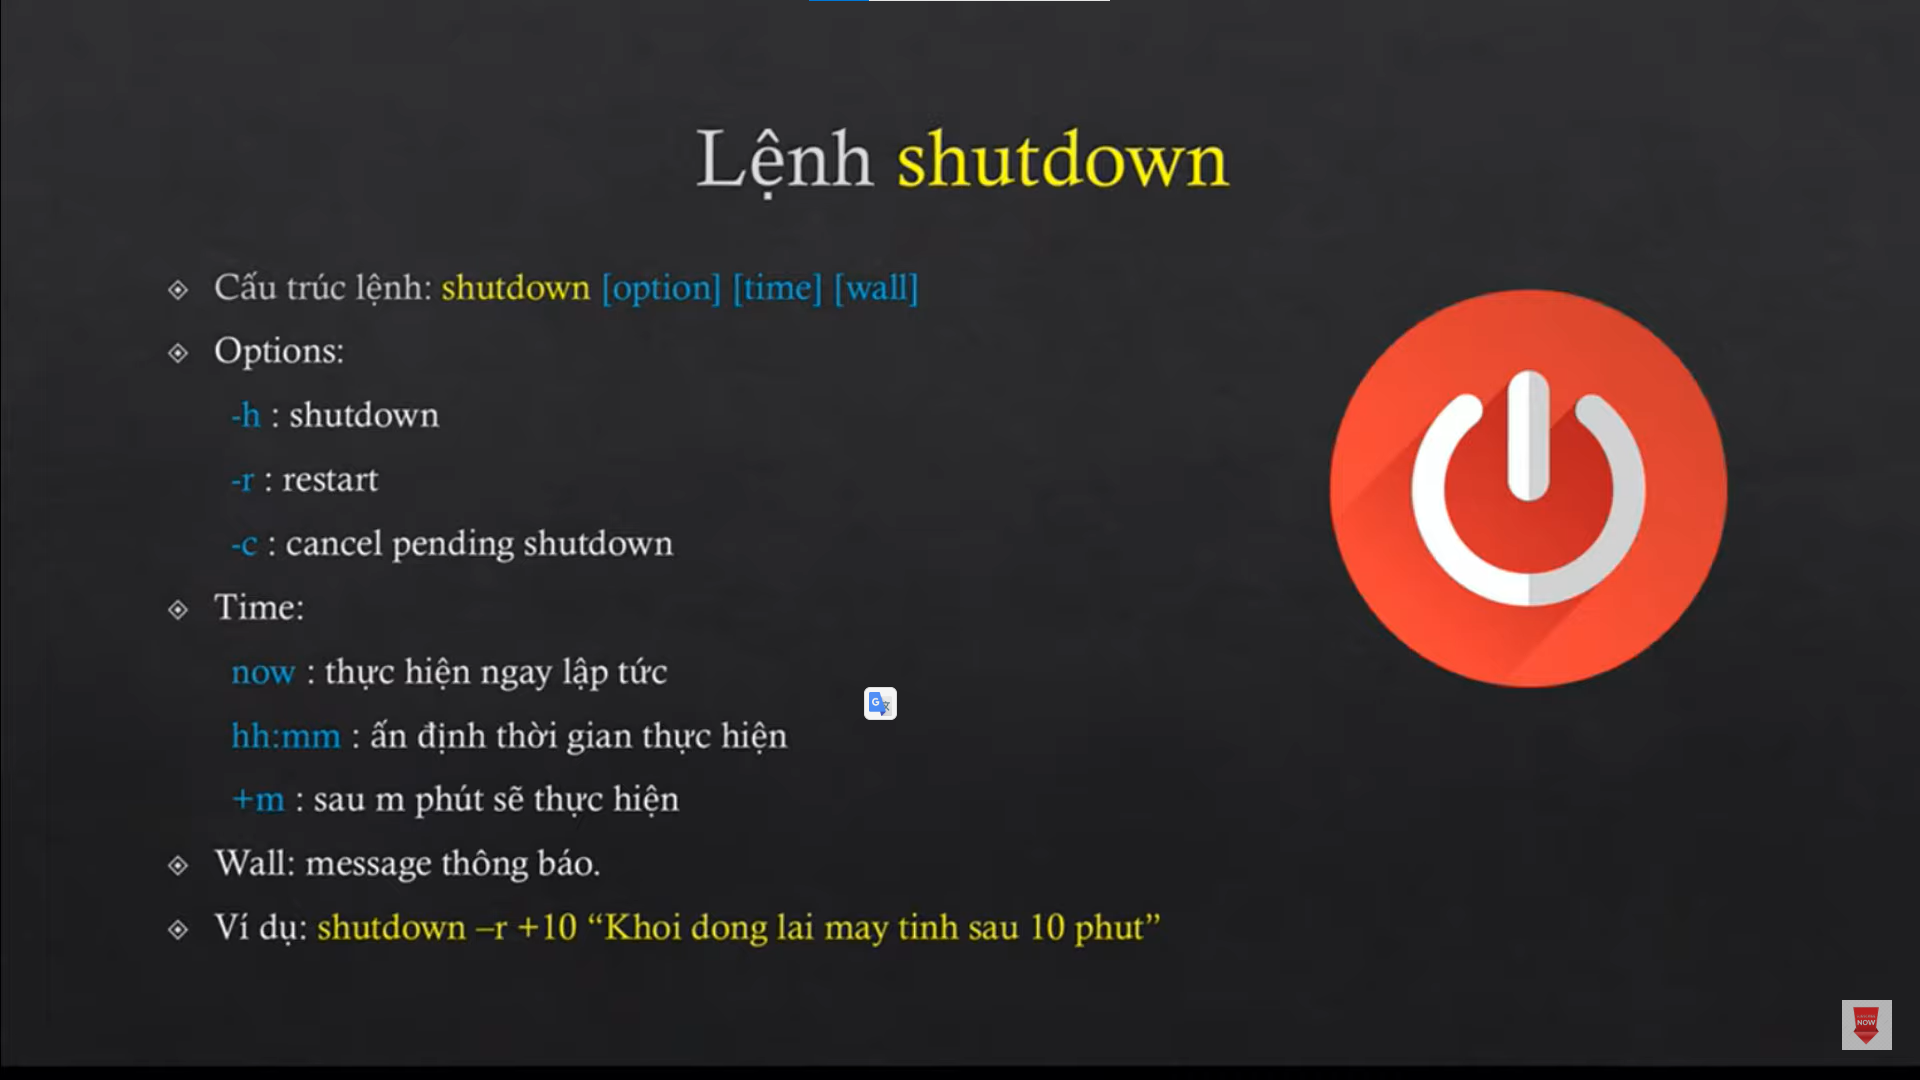 Lệnh shutdown
Cấu trúc lệnh: shutdown [option] [time] [wall]
Options:
-h : shutdown
-r : restart
-c : cancel pending shutdown
Time:
now : thực hiện ngay lập tức
hh:mm : ấn định thời gian thực hiện
+m : sau m phút sẽ thực hiện
Wall: message thông báo.
Ví dụ: shutdown –r +10 “Khoi dong lai may tinh sau 10 phut”
NOW